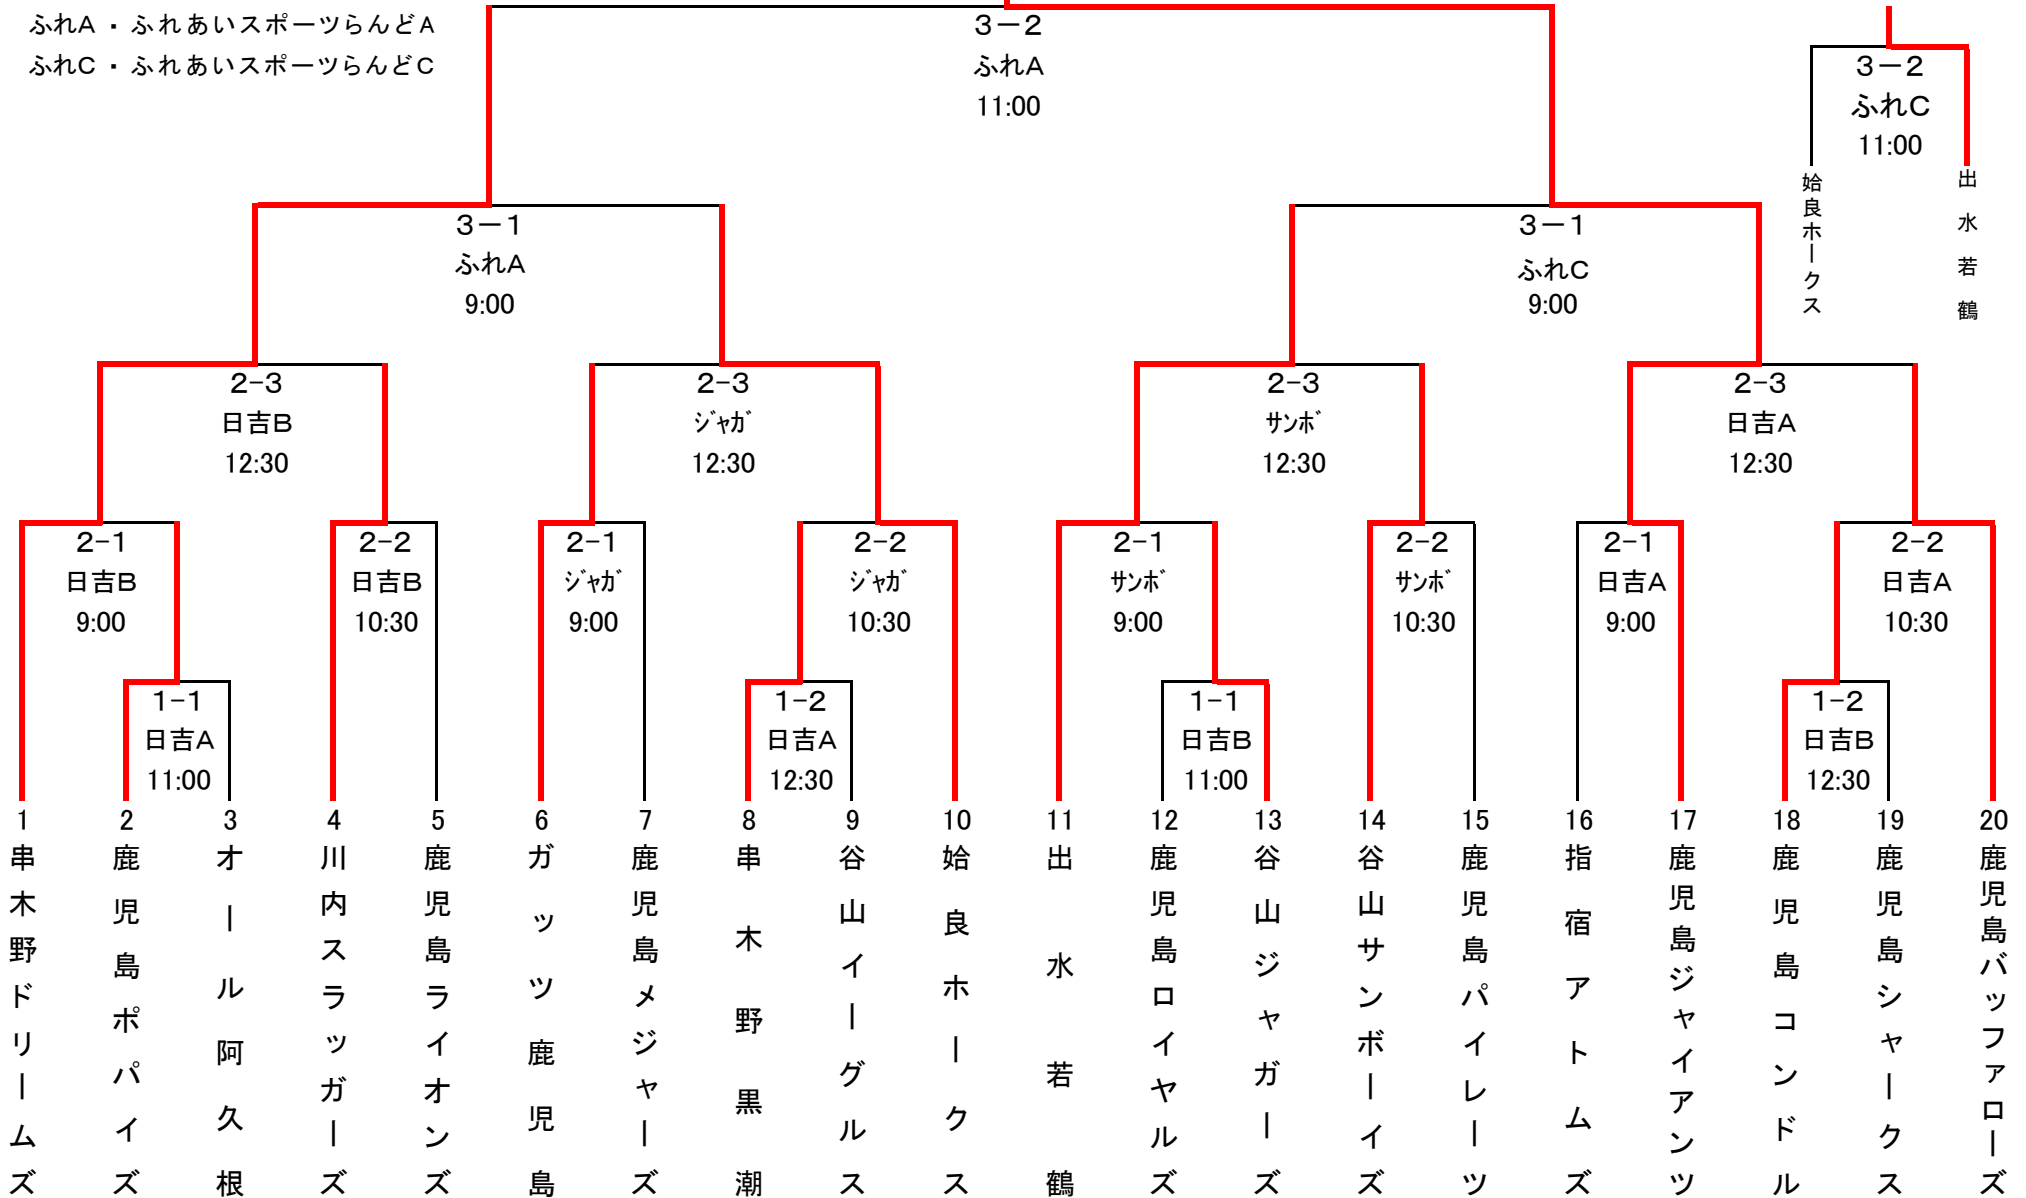 ふれA ・ ふれあいスポーツらんどA
ふれC ・ ふれあいスポーツらんどC
3－2
ふれA
11:00
3－2
ふれC
11:00
姶良ホークス
出水若鶴
3－1
ふれA
9:00
3－1
ふれC
9:00
2-3
日吉B
12:30
2-3
ｼﾞｬｶﾞ
12:30
2-3
ｻﾝﾎﾞ
12:30
2-3
日吉A
12:30
2-1
日吉B
9:00
2-2
日吉B
10:30
2-1
ｼﾞｬｶﾞ
9:00
2-2
ｼﾞｬｶﾞ
10:30
2-1
ｻﾝﾎﾞ
9:00
2-2
ｻﾝﾎﾞ
10:30
2-1
日吉A
9:00
2-2
日吉A
10:30
1-1
日吉A
11:00
1-2
日吉A
12:30
1-1
日吉B
11:00
1-2
日吉B
12:30
1
串木野ドリームズ
2
鹿児島ポパイズ
3
オール阿久根
4
川内スラッガーズ
5
鹿児島ライオンズ
6
ガッツ鹿児島
7
鹿児島メジャーズ
8
串木野黒潮
9
谷山イーグルス
10
姶良ホークス
11
出水若鶴
12
鹿児島ロイヤルズ
13
谷山ジャガーズ
14
谷山サンボーイズ
15
鹿児島パイレーツ
16
指宿アトムズ
17
鹿児島ジャイアンツ
18
鹿児島コンドル
19
鹿児島シャークス
20
鹿児島バッファローズ